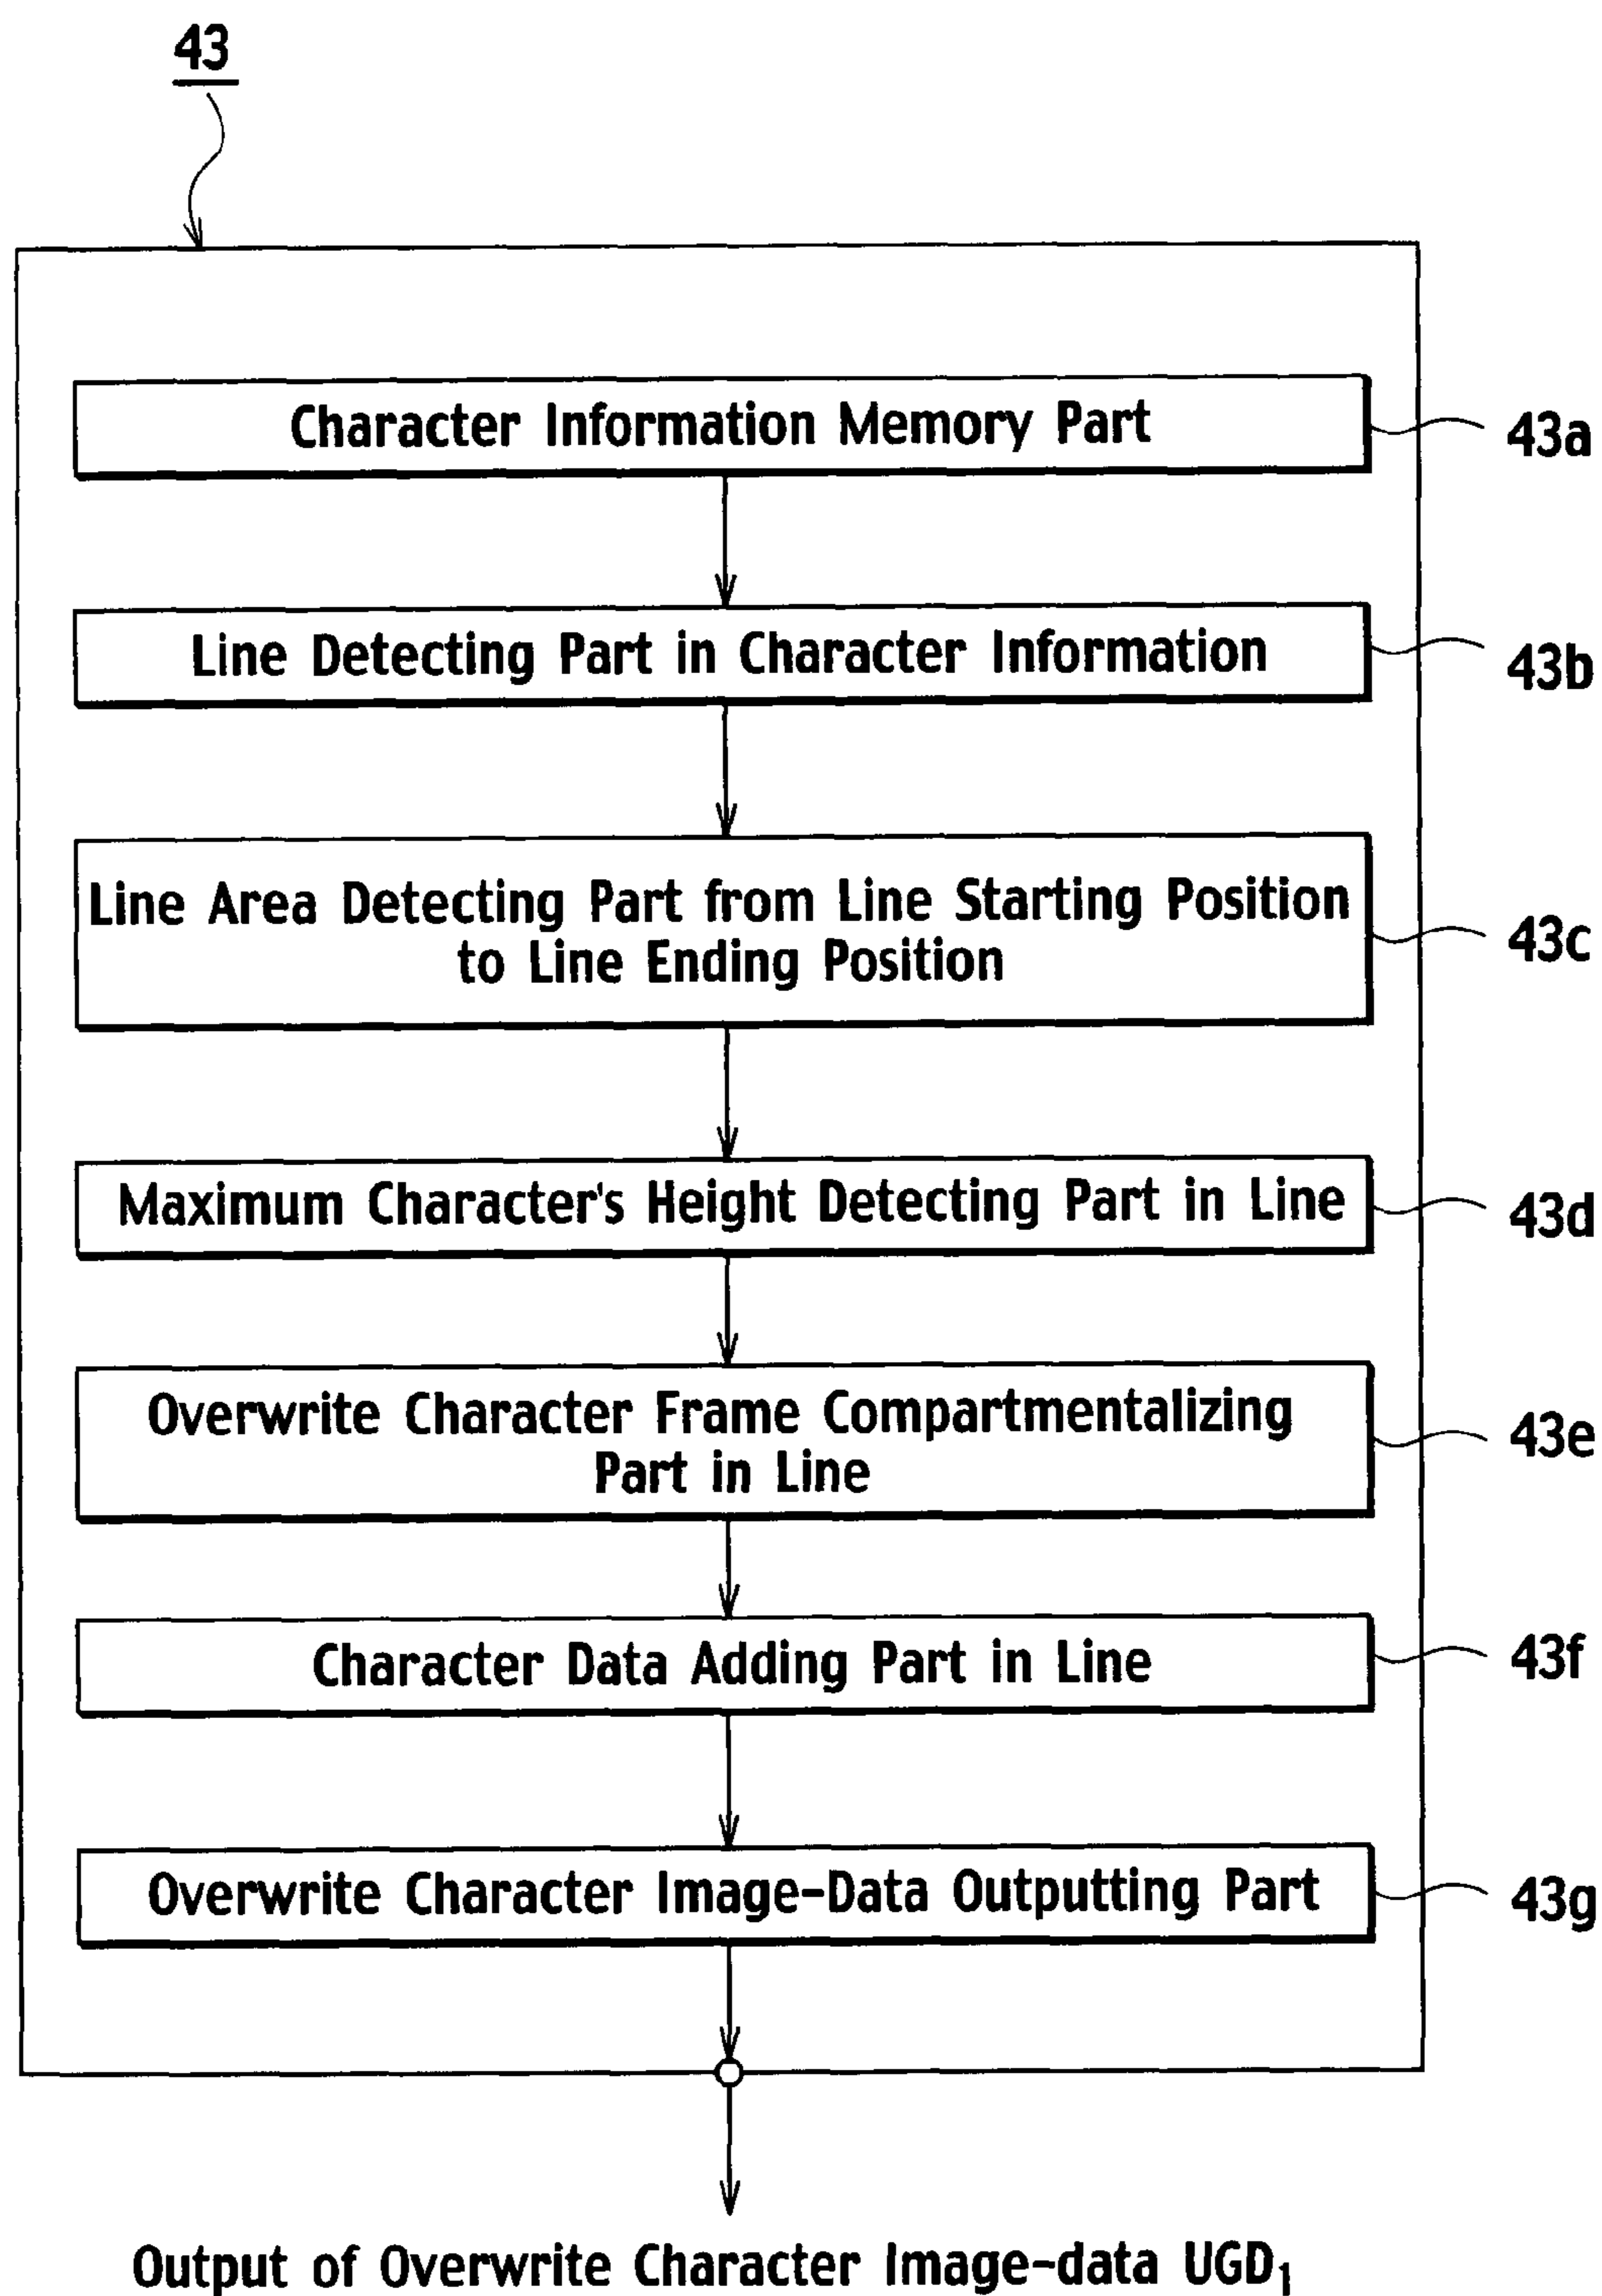 43
Character Information Memory Part
43a
Line Detecting Part in Character Information
43b
Line Area Detecting Part from Line Starting Position
to Line Ending Position
43c
Maximum Character's Height Detecting Part in Line
43d
Overwrite Character Frame Compartmentalizing
Part in Line
43e
Character Data Adding Part in Line
43f
Overwrite Character Image-Data Outputting Part
43g
Output of Overwrite Character Image-data UGD₁